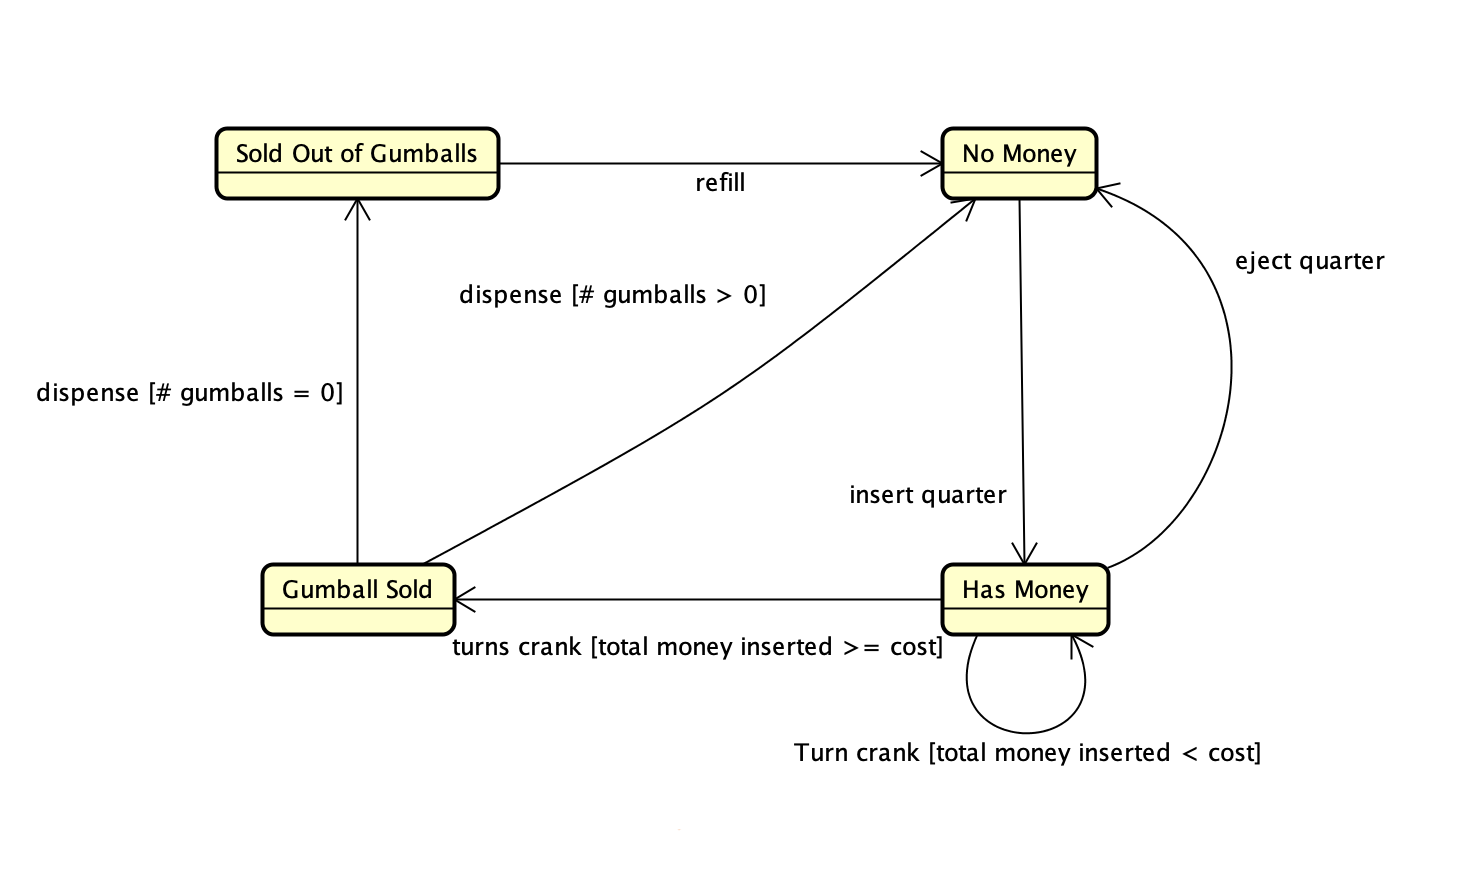 Sold Out of Gumballs
No Money
refill
eject quarter
dispense [# gumballs > 0]
dispense [# gumballs = 0]
insert quarter
Gumball Sold
Has Money
turns crank [total money inserted >= cost]
Turn crank [total money inserted < cost]